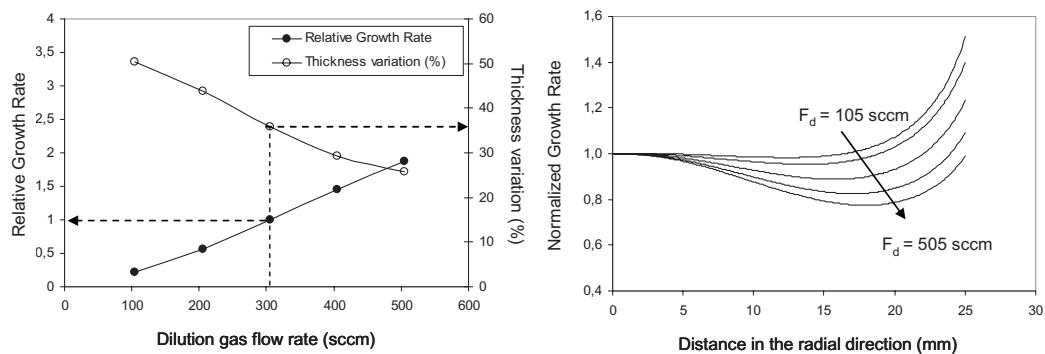 4
3,5
3
2,5
2
1,5
1
0,5
0
Relative Growth Rate
60
50
40
30
20
10
0
Thickness variation (%)
Relative Growth Rate
Thickness variation (%)
0 100 200 300 400 500 600
Dilution gas flow rate (sccm)
1,6
1,4
1,2
1,0
0,8
0,6
0,4
Normalized Growth Rate
Fd = 105 sccm
Fd = 505 sccm
0 5 10 15 20 25 30
Distance in the radial direction (mm)